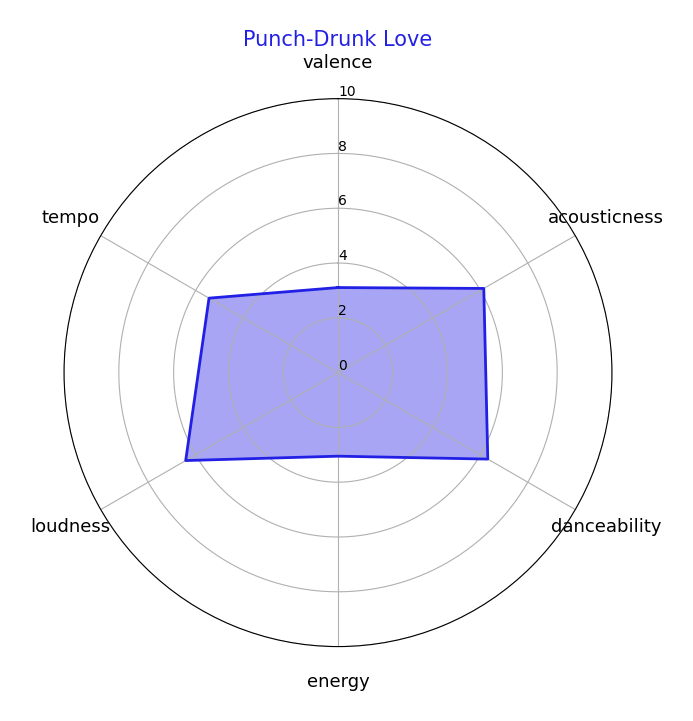 Punch-Drunk Love
valence
10
8
tempo
acousticness
6
4
2
0
loudness
danceability
energy